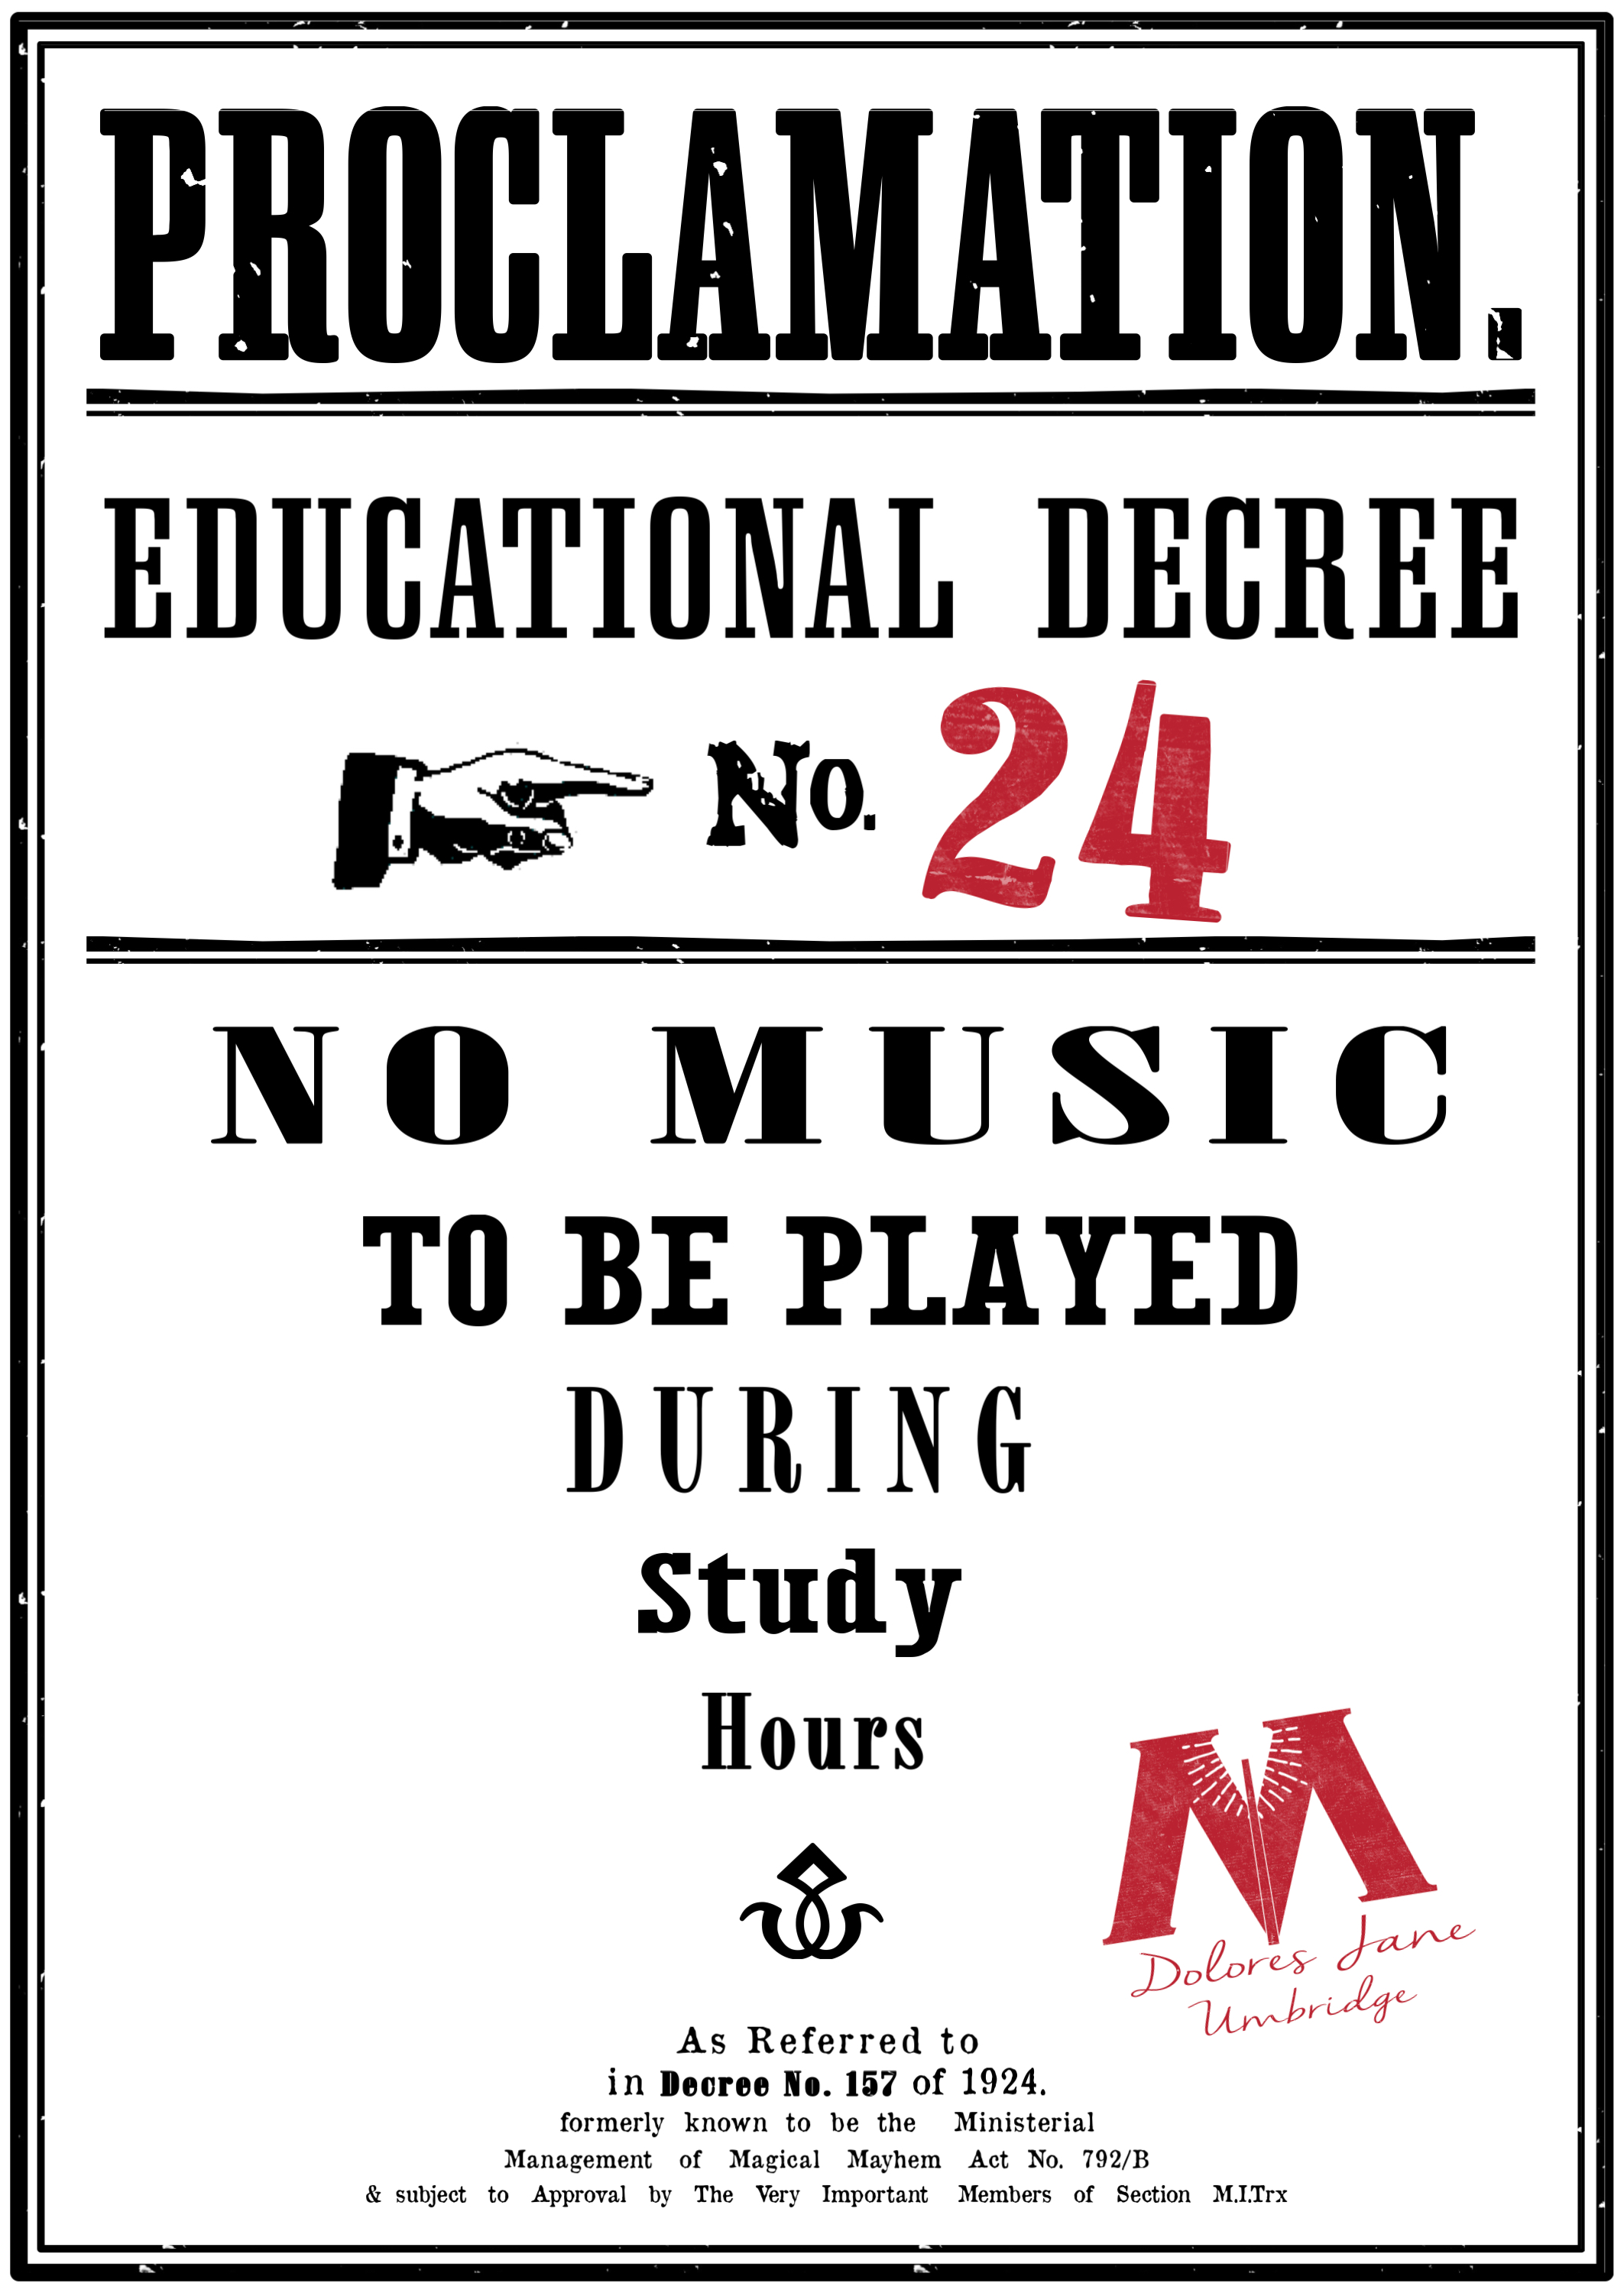 PROCLAMATION.
EDUCATIONAL DECREE
No. 24
NO MUSIC
TO BE PLAYED
DURING
Study
Hours
M
Dolores Jane
Umbridge
As Referred to
in Decree No. 157 of 1924.
formerly known to be the Ministerial
Management of Magical Mayhem Act No. 792/B
& subject to Approval by The Very Important Members of Section M.I.Trx